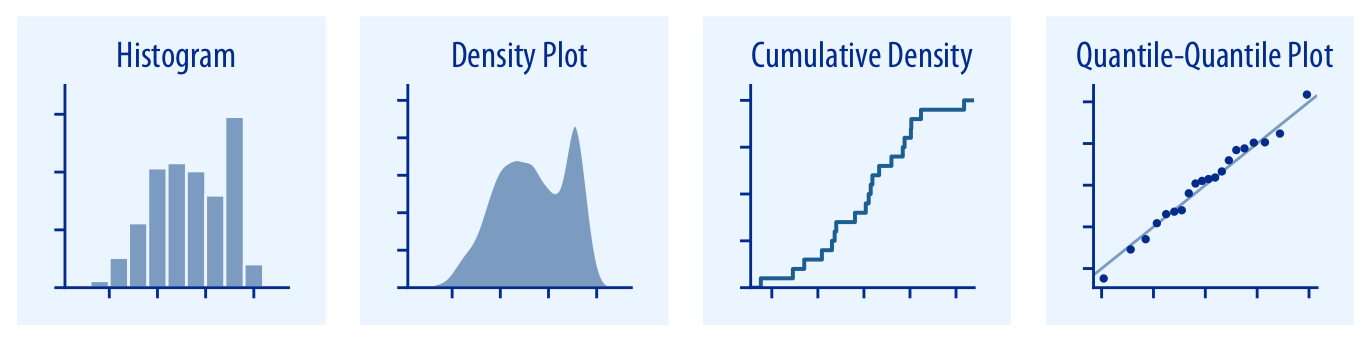 Histogram
Density Plot
Cumulative Density
Quantile-Quantile Plot